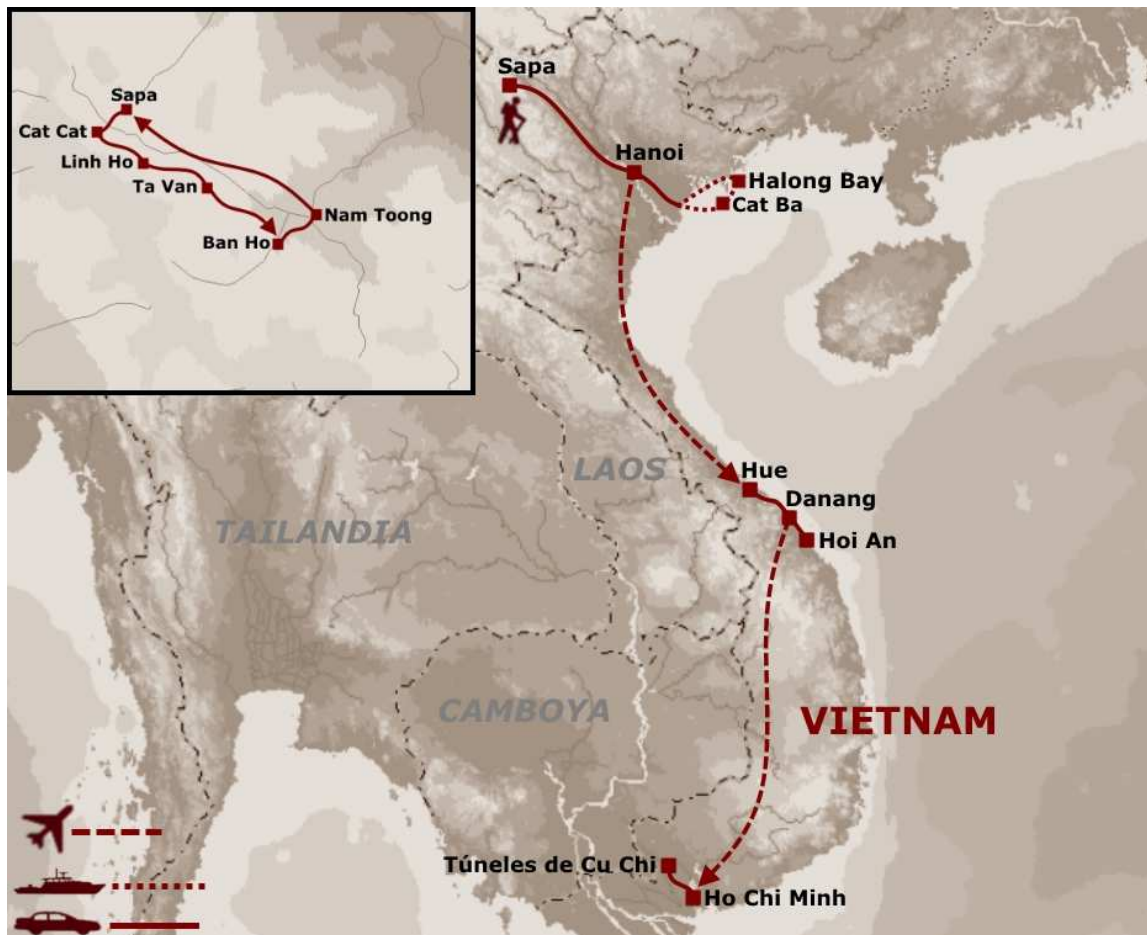 Sapa
Cat Cat
Linh Ho
Ta Van
Nam Toong
Ban Ho
Sapa
Hanoi
Halong Bay
Cat Ba
LAOS
Hue
Danang
TAILANDIA
Hoi An
CAMBOYA
VIETNAM
Túneles de Cu Chi
Ho Chi Minh